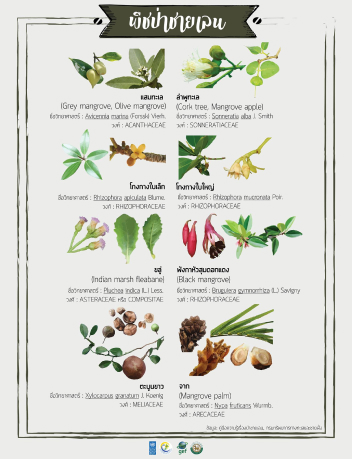 พืชป่าชายเลน
แสมทะเล
(Grey mangrove, Olive mangrove)
ชื่อวิทยาศาสตร์ : Avicennia marina (Forssk) Vierh.
วงศ์ : ACANTHACEAE
ลำพูทะเล
(Cork tree, Mangrove apple)
ชื่อวิทยาศาสตร์ : Sonneratia alba J. Smith
วงศ์ : SONNERATIACEAE
โกงกางใบเล็ก
ชื่อวิทยาศาสตร์ : Rhizophora apiculata Blume.
วงศ์ : RHIZOPHORACEAE
โกงกางใบใหญ่
ชื่อวิทยาศาสตร์ : Rhizophora mucronata Poir.
วงศ์ : RHIZOPHORACEAE
ขลู่
(Indian marsh fleabane)
ชื่อวิทยาศาสตร์ : Pluchea indica (L.) Less.
วงศ์ : ASTERACEAE หรือ COMPOSITAE
พังกาหัวสุมดอกแดง
(Black mangrove)
ชื่อวิทยาศาสตร์ : Bruguiera gymnorrhiza (L.) Savigny
วงศ์ : RHIZOPHORACEAE
ตะบูนขาว
ชื่อวิทยาศาสตร์ : Xylocarpus granatum J. Koenig
วงศ์ : MELIACEAE
จาก
(Mangrove palm)
ชื่อวิทยาศาสตร์ : Nypa fruticans Wurmb.
วงศ์ : ARECACEAE
gef